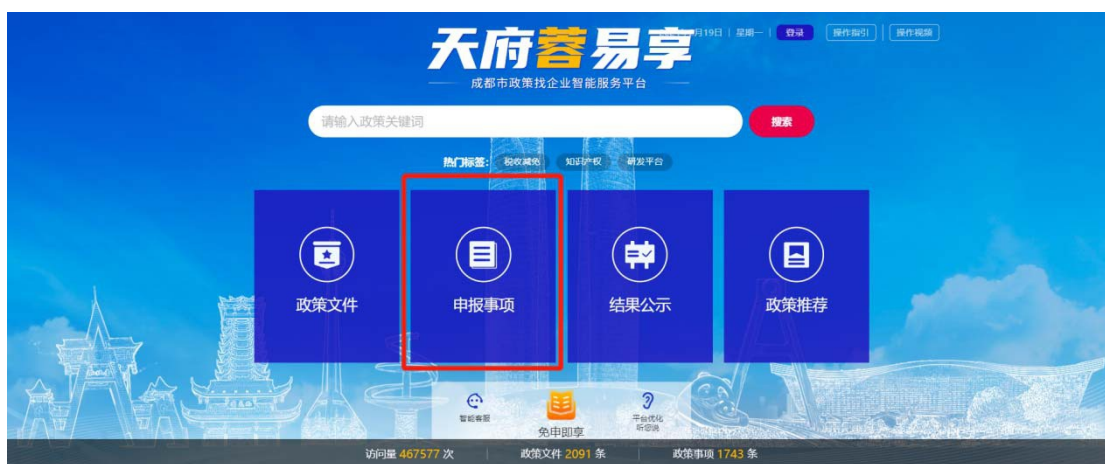 天府蓉易享
成都市政策找企业智能服务平台
月19日 | 星期一 | 登录 操作指引 操作视频
请输入政策关键词 搜索
热门标签: 税收减免 知识产权 研发平台
政策文件 申报事项 结果公示 政策推荐
智能客服 免申即享 平台优化
听您说
访问量 467577 次 政策文件 2091 条 政策事项 1743 条